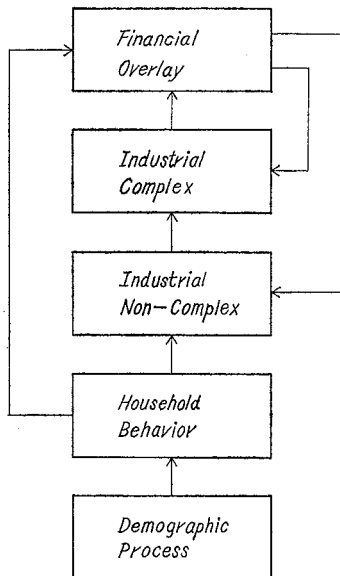 Financial
Overlay
Industrial
Complex
Industrial
Non-Complex
Household
Behavior
Demographic
Process